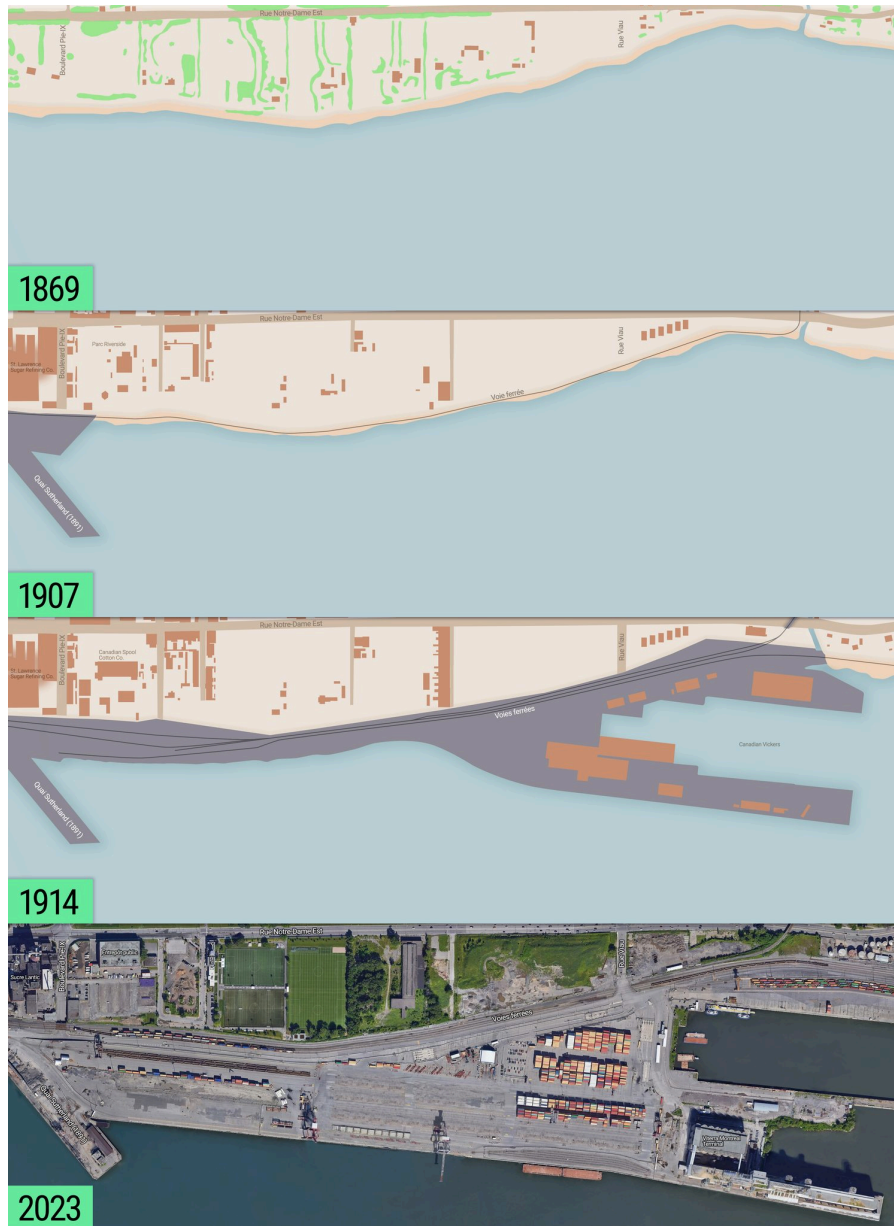 Rue Notre-Dame Est
Boulevard Pie-IX
Rue Viau
1869
Rue Notre-Dame Est
Boulevard Pie-IX
Parc Riverside
St. Lawrence
Sugar Refining Co.
Rue Viau
Voie ferrée
Quai Sutherland (1891)
1907
Rue Notre-Dame Est
Boulevard Pie-IX
Canadian Spool
Cotton Co.
St. Lawrence
Sugar Refining Co.
Rue Viau
Voies ferrées
Canadian Vickers
Quai Sutherland (1891)
1914
Rue Notre-Dame Est
Boulevard Pie-IX
Entrepôt public
Sucre Lantic
Rue Viau
Voies ferrées
Viterra Montréal
Terminal
2023